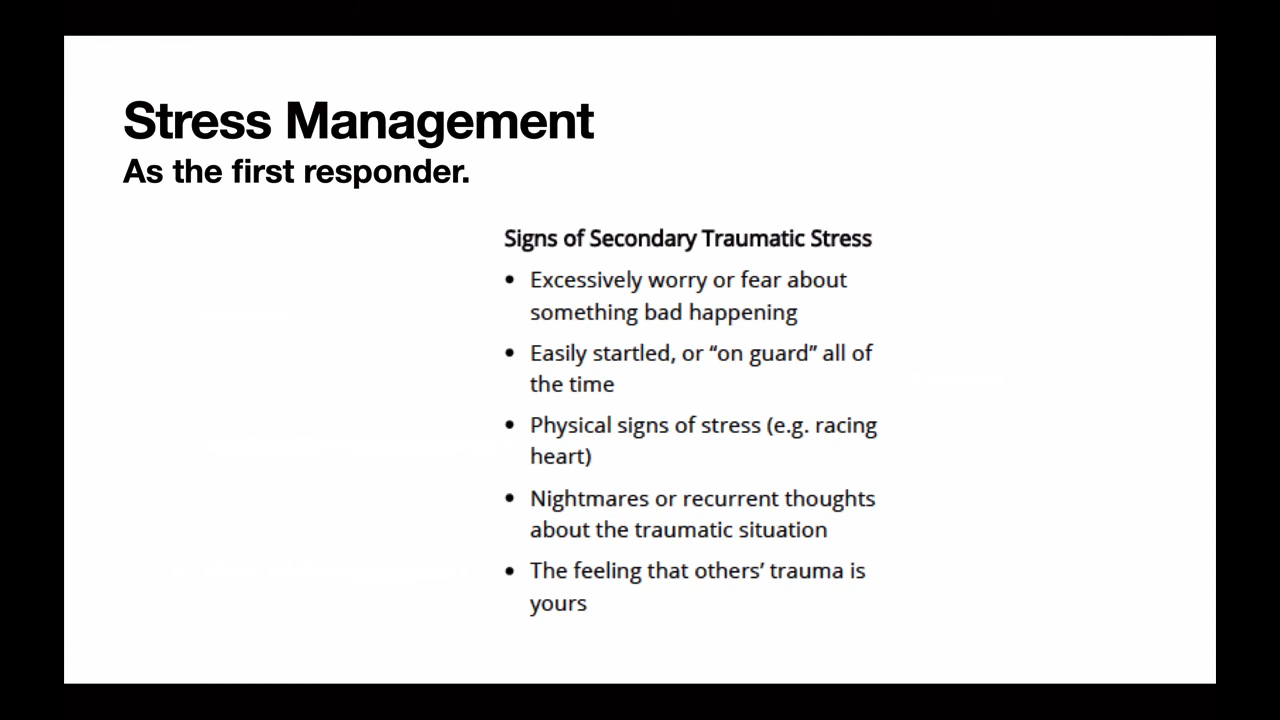 Stress Management
As the first responder.
Signs of Secondary Traumatic Stress
• Excessively worry or fear about
something bad happening
• Easily startled, or “on guard” all of
the time
• Physical signs of stress (e.g. racing
heart)
• Nightmares or recurrent thoughts
about the traumatic situation
• The feeling that others’ trauma is
yours